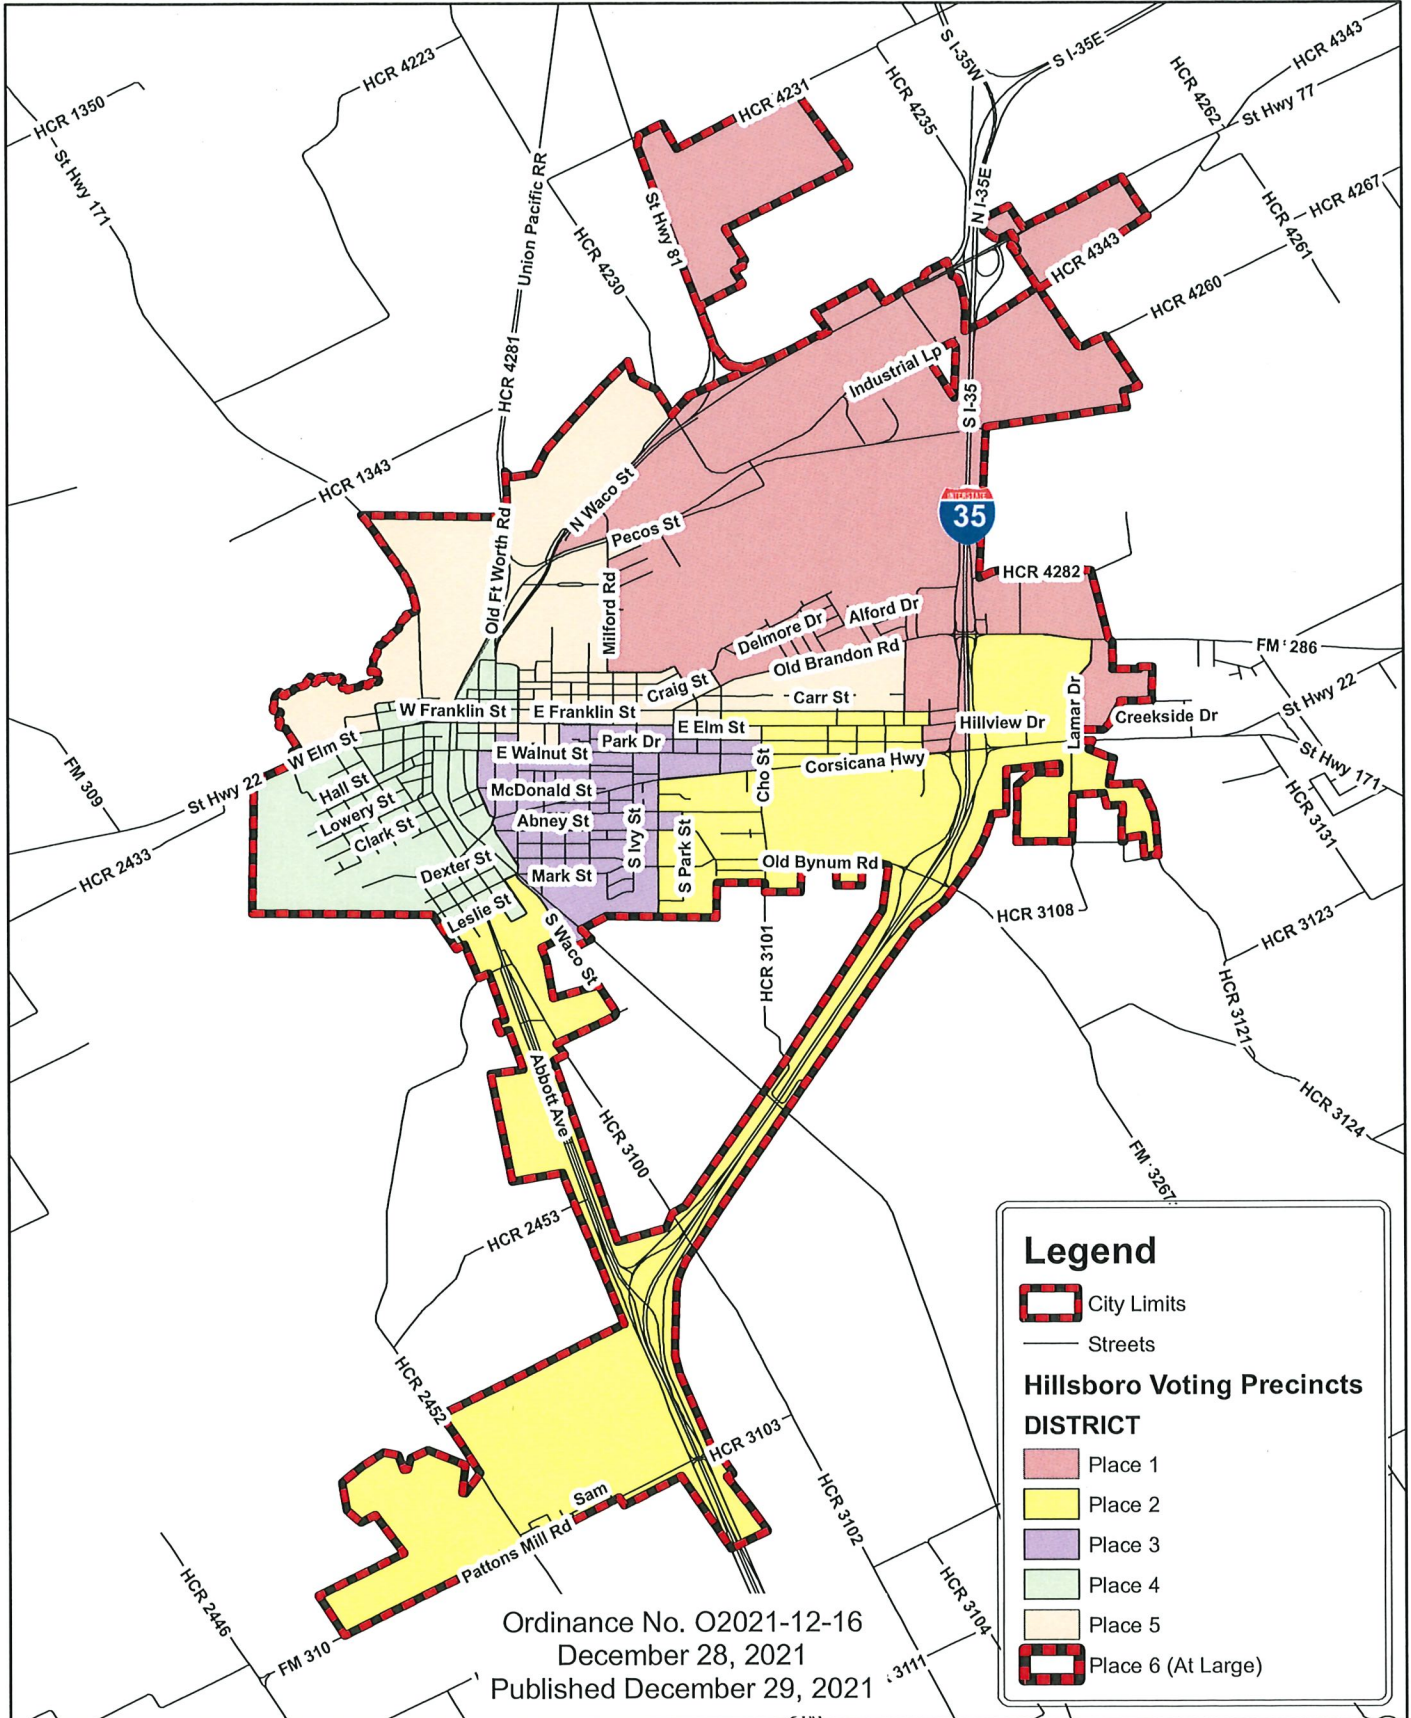 S I-35W
S I-35E
HCR 4343
HCR 4223
HCR 4262
St Hwy 77
HCR 1350
HCR 4231
HCR 4235
St Hwy 171
Union Pacific RR
N I-35E
HCR 4267
HCR 4261
St Hwy 81
HCR 4230
HCR 4343
HCR 4260
HCR 4281
Industrial Lp
S I-35
HCR 1343
N Waco St
INTERSTATE
35
Pecos St
Old Ft Worth Rd
HCR 4282
Milford Rd
Alford Dr
Delmore Dr
Old Brandon Rd
FM 286
Craig St
Carr St
St Hwy 22
W Franklin St
E Franklin St
E Elm St
Hillview Dr
Lamar Dr
Creekside Dr
W Elm St
Park Dr
E Walnut St
Cho St
Corsicana Hwy
St Hwy 171
FM 309
St Hwy 22
Hall St
McDonald St
HCR 3131
Lowery St
Abney St
Clark St
S Ivy St
S Park St
HCR 2433
Dexter St
Mark St
Old Bynum Rd
Leslie St
HCR 3108
HCR 3123
S Waco St
HCR 3101
HCR 3121
Abbott Ave
HCR 3100
HCR 3124
FM 3267
HCR 2453
HCR 2452
HCR 3103
Sam
HCR 3102
Pattons Mill Rd
HCR 2446
HCR 3104
FM 310
3111
Legend
City Limits
Streets
Hillsboro Voting Precincts
DISTRICT
Place 1
Place 2
Place 3
Place 4
Place 5
Place 6 (At Large)
Ordinance No. O2021-12-16
December 28, 2021
Published December 29, 2021